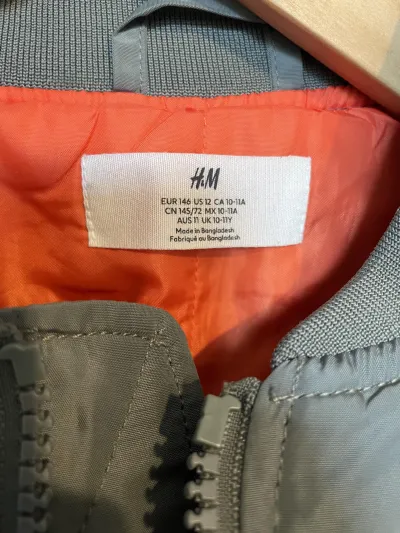 H&M
EUR 146 US 12 CA 10-11A
CN 145/72 MX 10-11A
AUS 11 UK 10-11Y
Made in Bangladesh
Fabriqué au Bangladesh